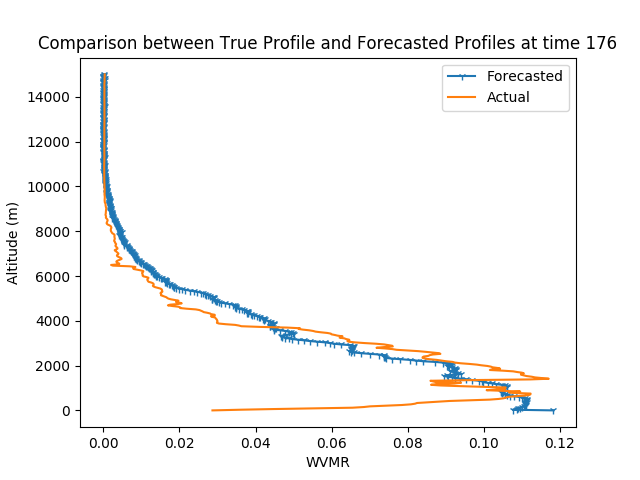 Comparison between True Profile and Forecasted Profiles at time 176
Forecasted
Actual
14000
12000
10000
8000
6000
4000
2000
0
Altitude (m)
0.00 0.02 0.04 0.06 0.08 0.10 0.12
WVMR